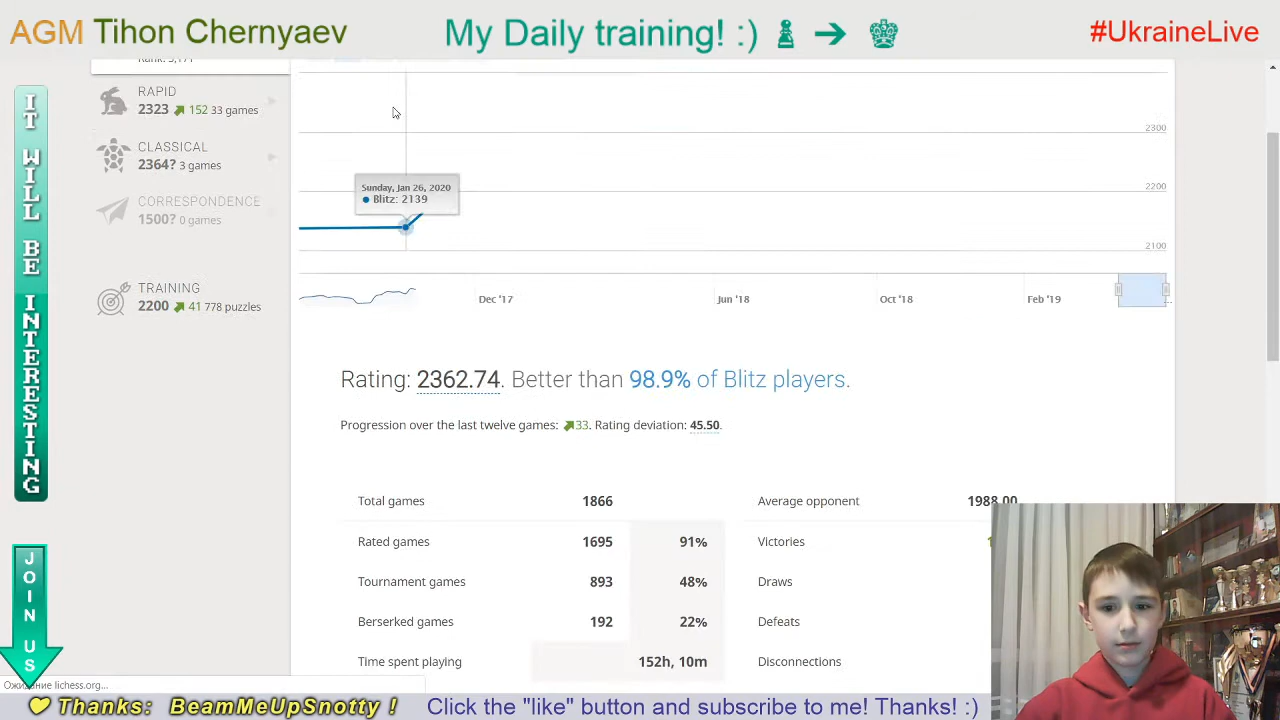 AGM Tihon Chernyaev
My Daily training! :) ♟ → ♚
#UkraineLive
IT WILL BE INTERESTING
JOIN US
RAPID
2323 152 33 games
CLASSICAL
2364? 3 games
CORRESPONDENCE
1500? 0 games
TRAINING
2200 41 778 puzzles
2300
2200
2100
Sunday, Jan 26, 2020
Blitz: 2139
Dec '17
Jun '18
Oct '18
Feb '19
Rating: 2362.74. Better than 98.9% of Blitz players.
Progression over the last twelve games: 33. Rating deviation: 45.50.
Total games 1866
Rated games 1695 91%
Tournament games 893 48%
Berserked games 192 22%
Time spent playing 152h, 10m
Average opponent 1988.00
Victories
Draws
Defeats
Disconnections
Ожидание lichess.org...
Thanks: BeamMeUpSnotty !
Click the "like" button and subscribe to me! Thanks! :)